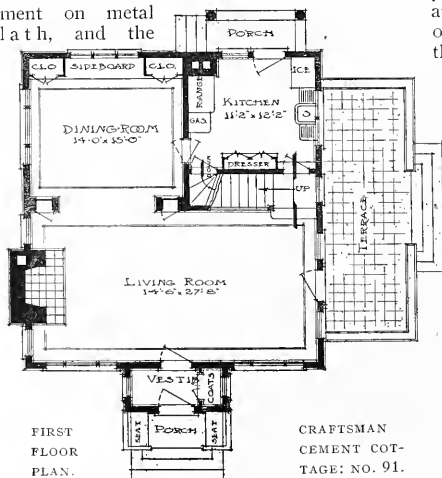 ment on metal
lath, and the
PORCH
CLO.
SIDEBOARD
CLO.
RANGE
GAS
ICE
KITCHEN
11'2" x 12'2"
S
DINING-ROOM
14'-0" x 15'-0"
DOWN
DRESSER
UP
TERRACE
LIVING ROOM
14'-6" x 27'-8"
VESTIB
COATS
SEAT
PORCH
SEAT
FIRST
FLOOR
PLAN.
CRAFTSMAN
CEMENT COT-
TAGE: NO. 91.